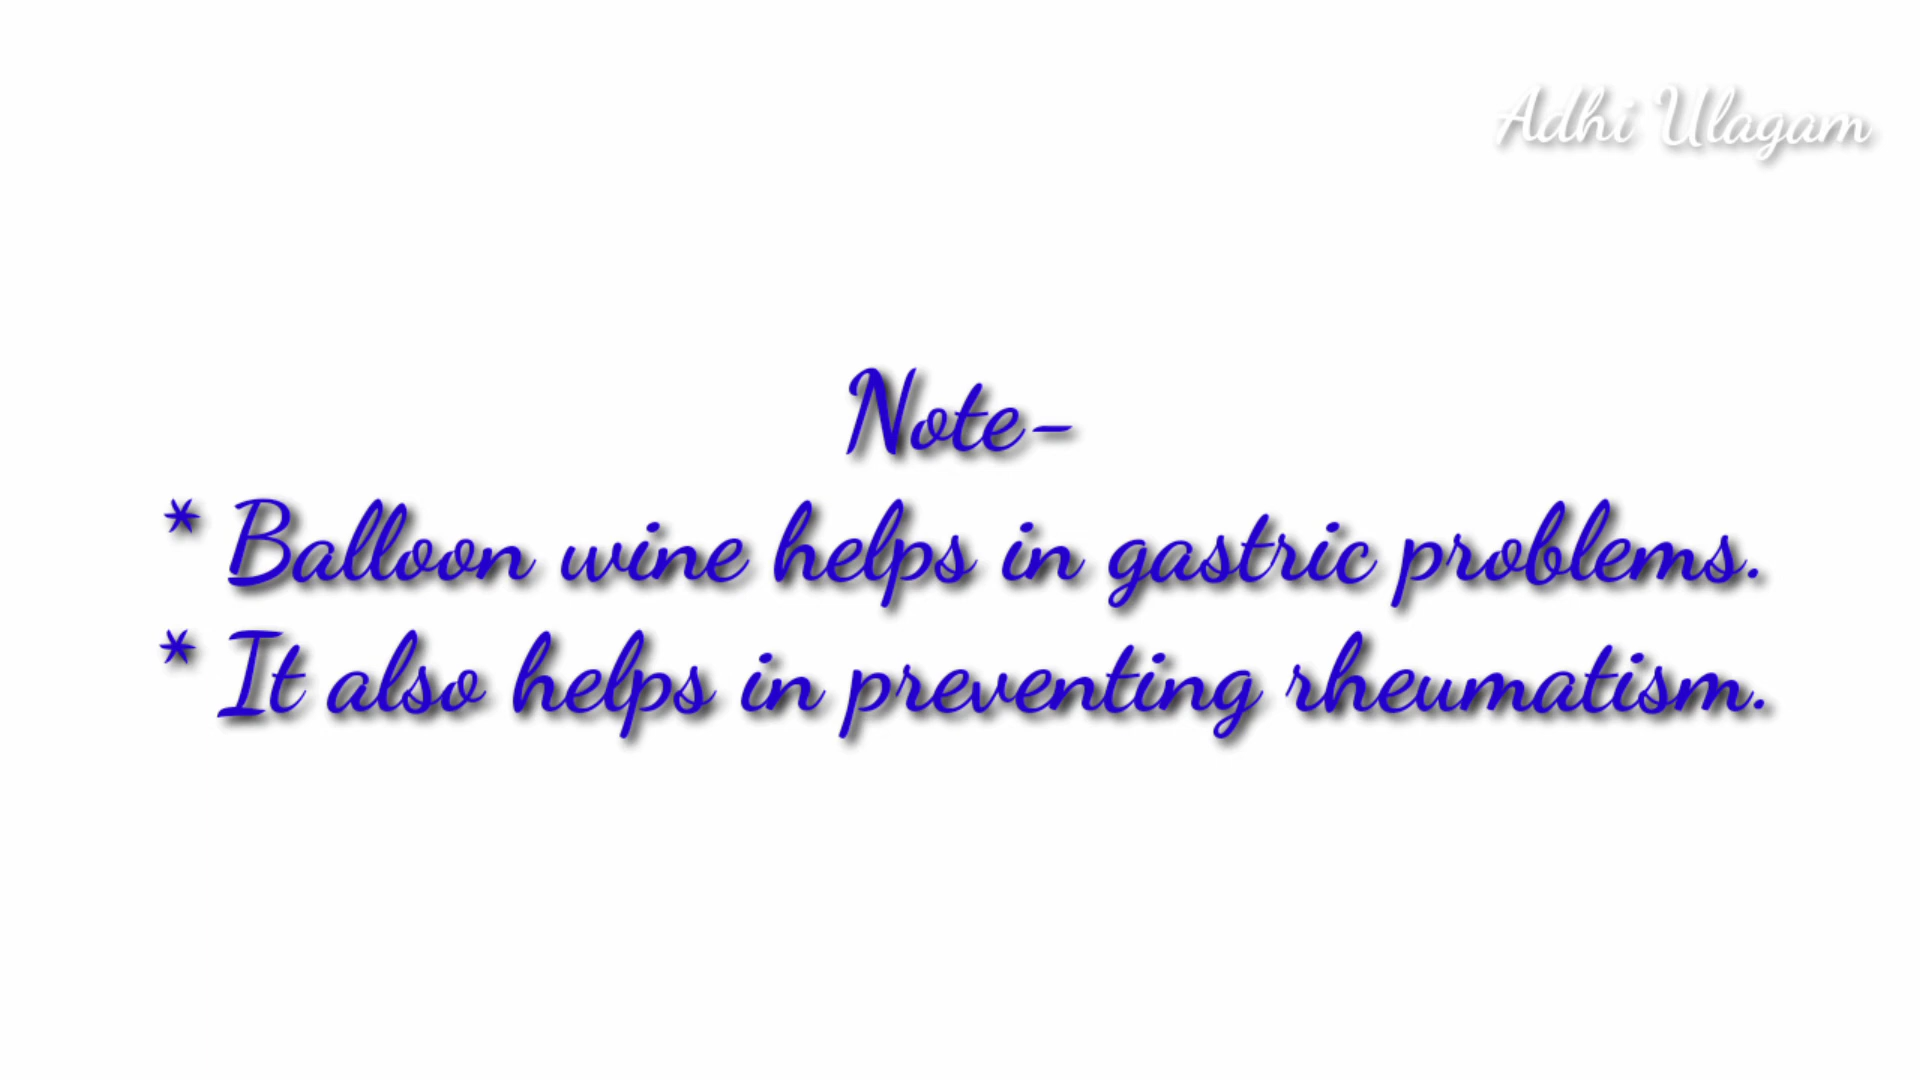 Adhi Ulagam
Note-
* Balloon wine helps in gastric problems.
* It also helps in preventing rheumatism.